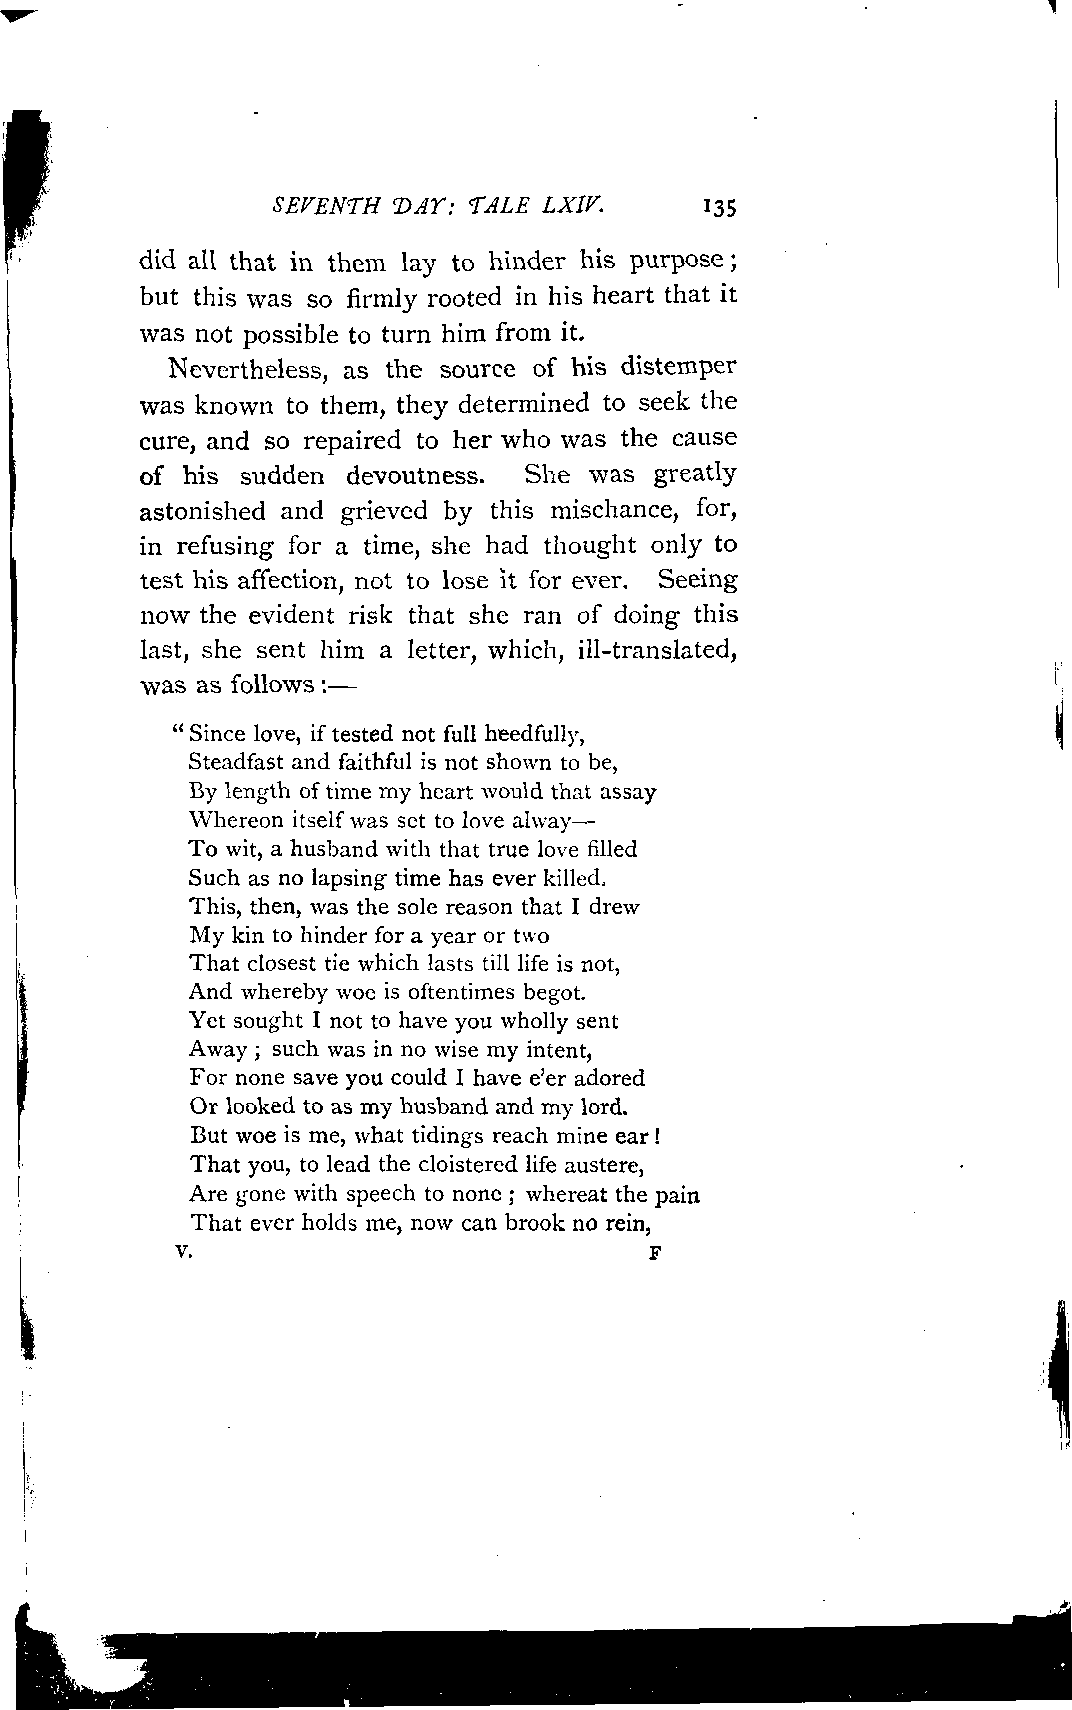 SEVENTH DAY: TALE LXIV. 135
did all that in them lay to hinder his purpose;
but this was so firmly rooted in his heart that it
was not possible to turn him from it.
Nevertheless, as the source of his distemper
was known to them, they determined to seek the
cure, and so repaired to her who was the cause
of his sudden devoutness. She was greatly
astonished and grieved by this mischance, for,
in refusing for a time, she had thought only to
test his affection, not to lose it for ever. Seeing
now the evident risk that she ran of doing this
last, she sent him a letter, which, ill-translated,
was as follows:—
"Since love, if tested not full heedfully,
Steadfast and faithful is not shown to be,
By length of time my heart would that assay
Whereon itself was set to love alway—
To wit, a husband with that true love filled
Such as no lapsing time has ever killed.
This, then, was the sole reason that I drew
My kin to hinder for a year or two
That closest tie which lasts till life is not,
And whereby woe is oftentimes begot.
Yet sought I not to have you wholly sent
Away; such was in no wise my intent,
For none save you could I have e'er adored
Or looked to as my husband and my lord.
But woe is me, what tidings reach mine ear!
That you, to lead the cloistered life austere,
Are gone with speech to none; whereat the pain
That ever holds me, now can brook no rein,
V. F